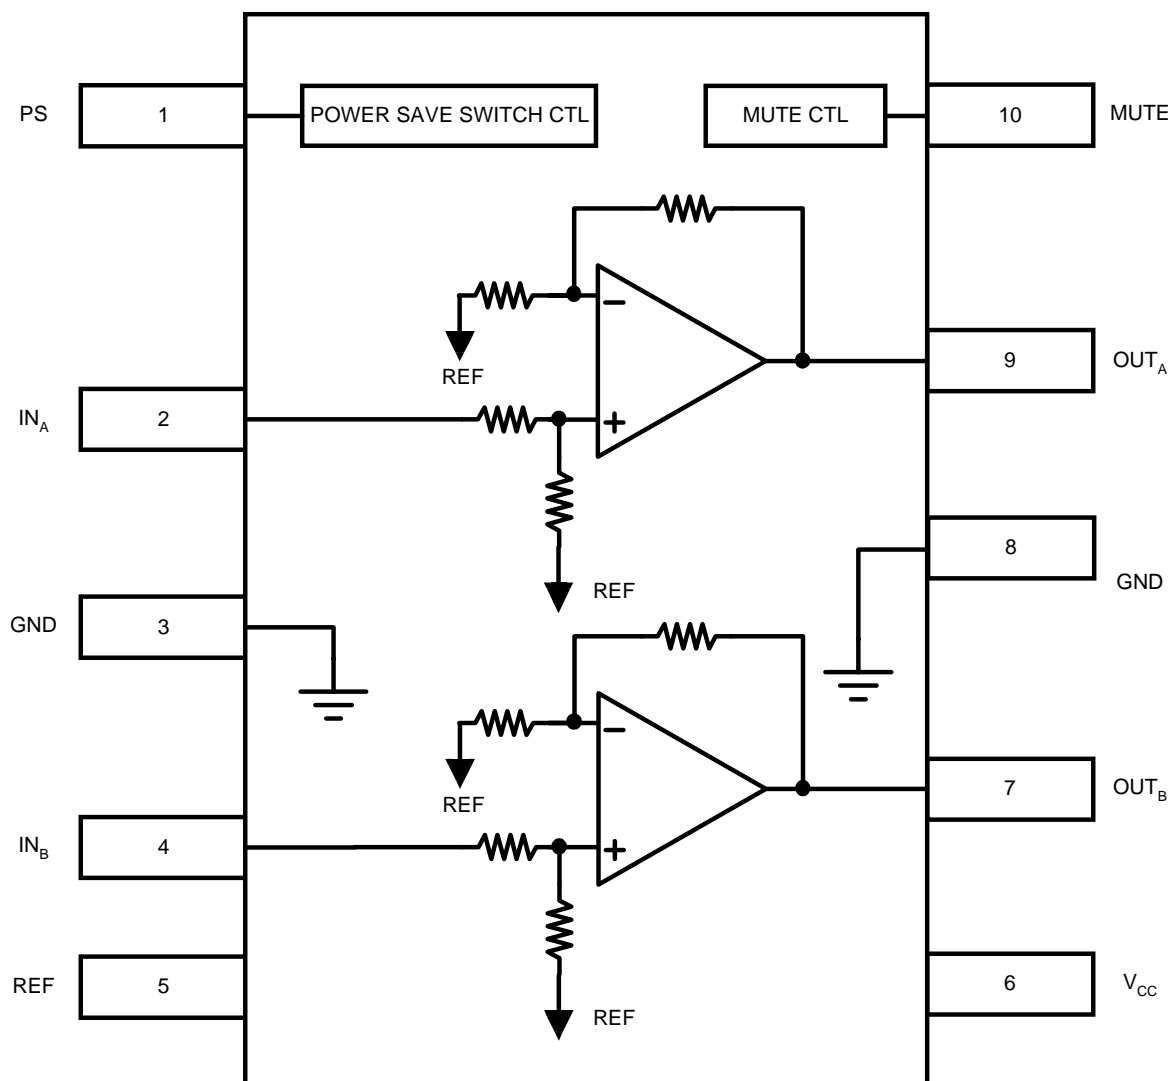 PS
1
POWER SAVE SWITCH CTL
MUTE CTL
10
MUTE
−
REF
9
OUT_A
IN_A
2
+
8
GND
REF
GND
3
−
REF
7
OUT_B
IN_B
4
+
REF
5
REF
6
V_CC